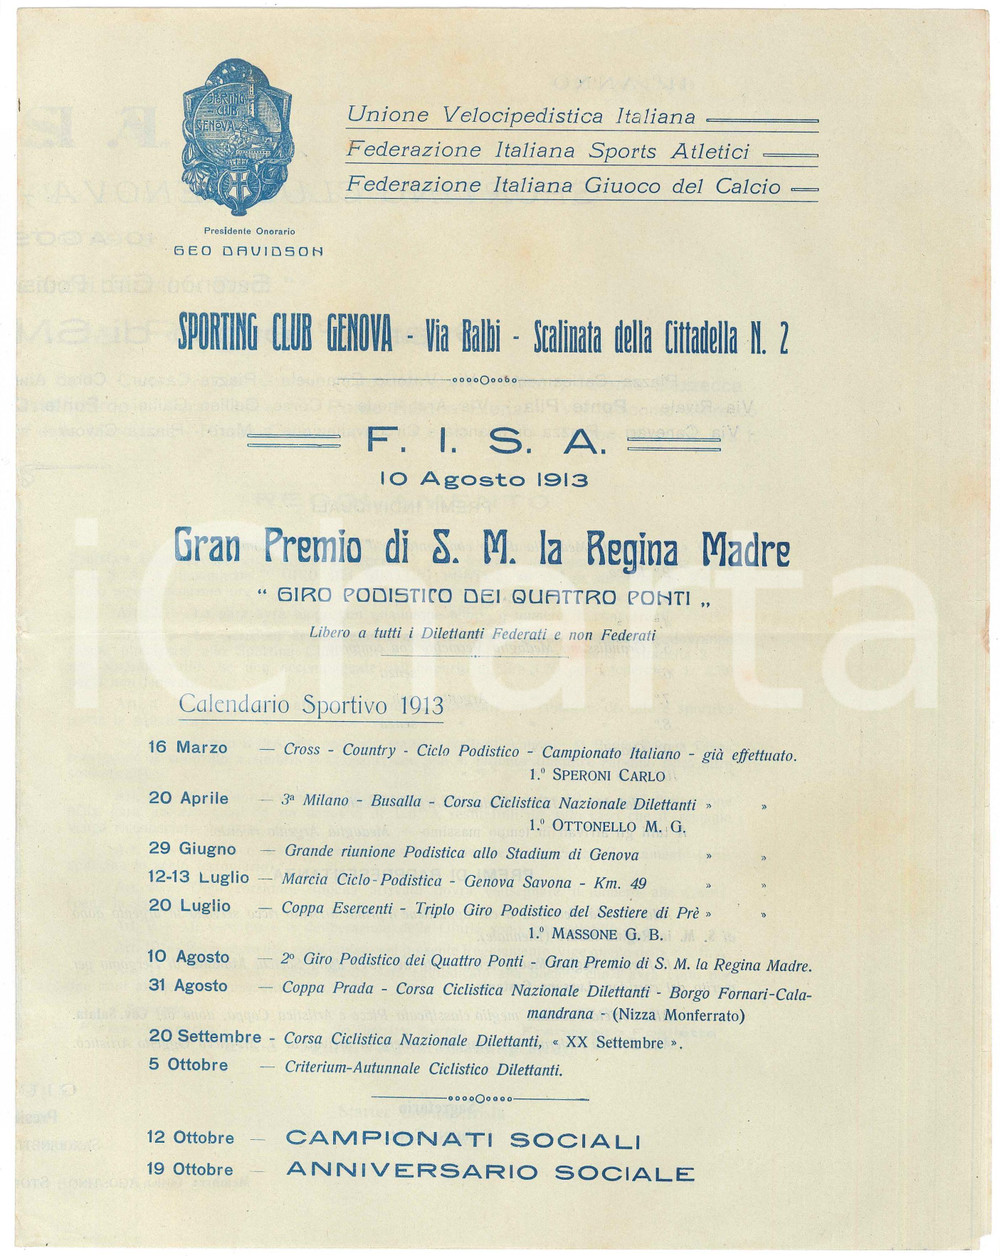 SPORTING
CLUB
GENOVA
Presidente Onorario
GEO DAVIDSON
Unione Velocipedistica Italiana
Federazione Italiana Sports Atletici
Federazione Italiana Giuoco del Calcio
SPORTING CLUB GENOVA - Via Balbi - Scalinata della Cittadella N. 2
F. I. S. A.
10 Agosto 1913
Gran Premio di S. M. la Regina Madre
“ GIRO PODISTICO DEI QUATTRO PONTI „
Libero a tutti i Dilettanti Federati e non Federati
iCharta
Calendario Sportivo 1913
16 Marzo — Cross - Country - Ciclo Podistico - Campionato Italiano - già effettuato.
1.º SPERONI CARLO
20 Aprile — 3ª Milano - Busalla - Corsa Ciclistica Nazionale Dilettanti » »
1.º OTTONELLO M. G.
29 Giugno — Grande riunione Podistica allo Stadium di Genova » »
12-13 Luglio — Marcia Ciclo-Podistica - Genova Savona - Km. 49 » »
20 Luglio — Coppa Esercenti - Triplo Giro Podistico del Sestiere di Prè » »
1.º MASSONE G. B.
10 Agosto — 2º Giro Podistico dei Quattro Ponti - Gran Premio di S. M. la Regina Madre.
31 Agosto — Coppa Prada - Corsa Ciclistica Nazionale Dilettanti - Borgo Fornari-Cala-
mandrana - (Nizza Monferrato)
20 Settembre - Corsa Ciclistica Nazionale Dilettanti, « XX Settembre ».
5 Ottobre — Criterium-Autunnale Ciclistico Dilettanti.
12 Ottobre — CAMPIONATI SOCIALI
19 Ottobre — ANNIVERSARIO SOCIALE